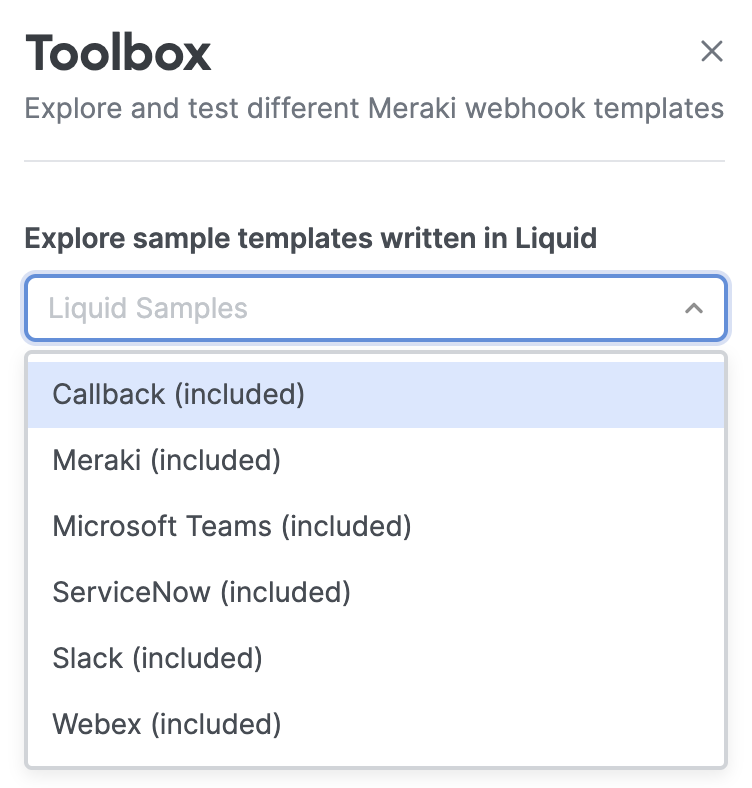 Toolbox
Explore and test different Meraki webhook templates
Explore sample templates written in Liquid
Liquid Samples
Callback (included)
Meraki (included)
Microsoft Teams (included)
ServiceNow (included)
Slack (included)
Webex (included)